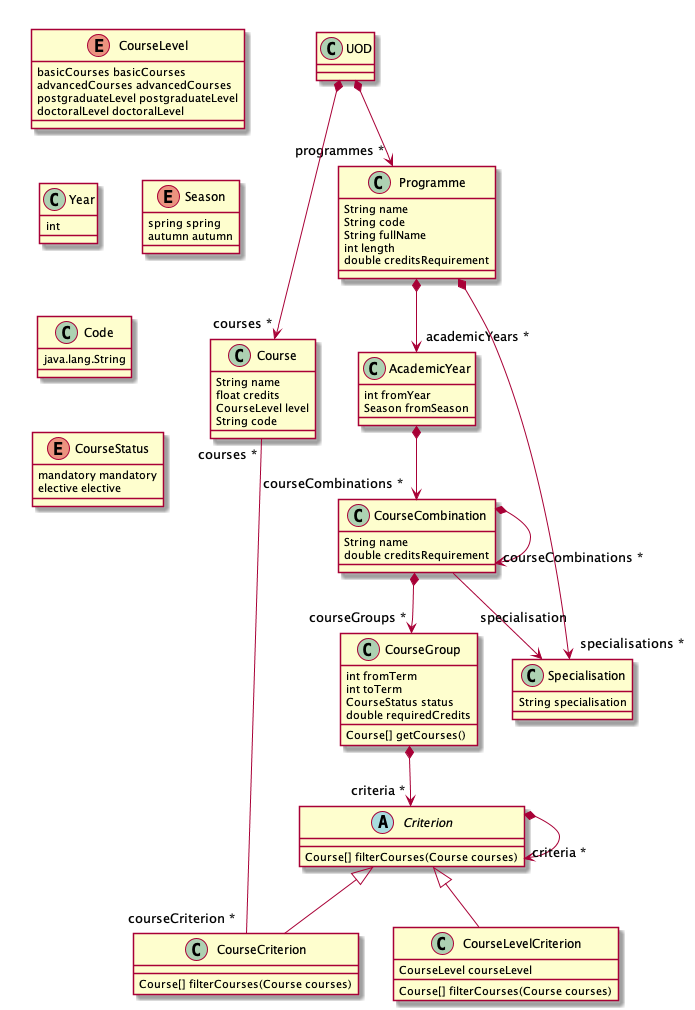 E CourseLevel
basicCourses basicCourses
advancedCourses advancedCourses
postgraduateLevel postgraduateLevel
doctoralLevel doctoralLevel
C UOD
programmes *
C Year
int
E Season
spring spring
autumn autumn
C Programme
String name
String code
String fullName
int length
double creditsRequirement
C Code
java.lang.String
courses *
C Course
String name
float credits
CourseLevel level
String code
courses *
academicYears *
C AcademicYear
int fromYear
Season fromSeason
E CourseStatus
mandatory mandatory
elective elective
courseCombinations *
C CourseCombination
String name
double creditsRequirement
courseCombinations *
courseGroups *
specialisation
specialisations *
C CourseGroup
int fromTerm
int toTerm
CourseStatus status
double requiredCredits
Course[] getCourses()
C Specialisation
String specialisation
criteria *
A Criterion
Course[] filterCourses(Course courses)
criteria *
courseCriterion *
C CourseCriterion
Course[] filterCourses(Course courses)
C CourseLevelCriterion
CourseLevel courseLevel
Course[] filterCourses(Course courses)